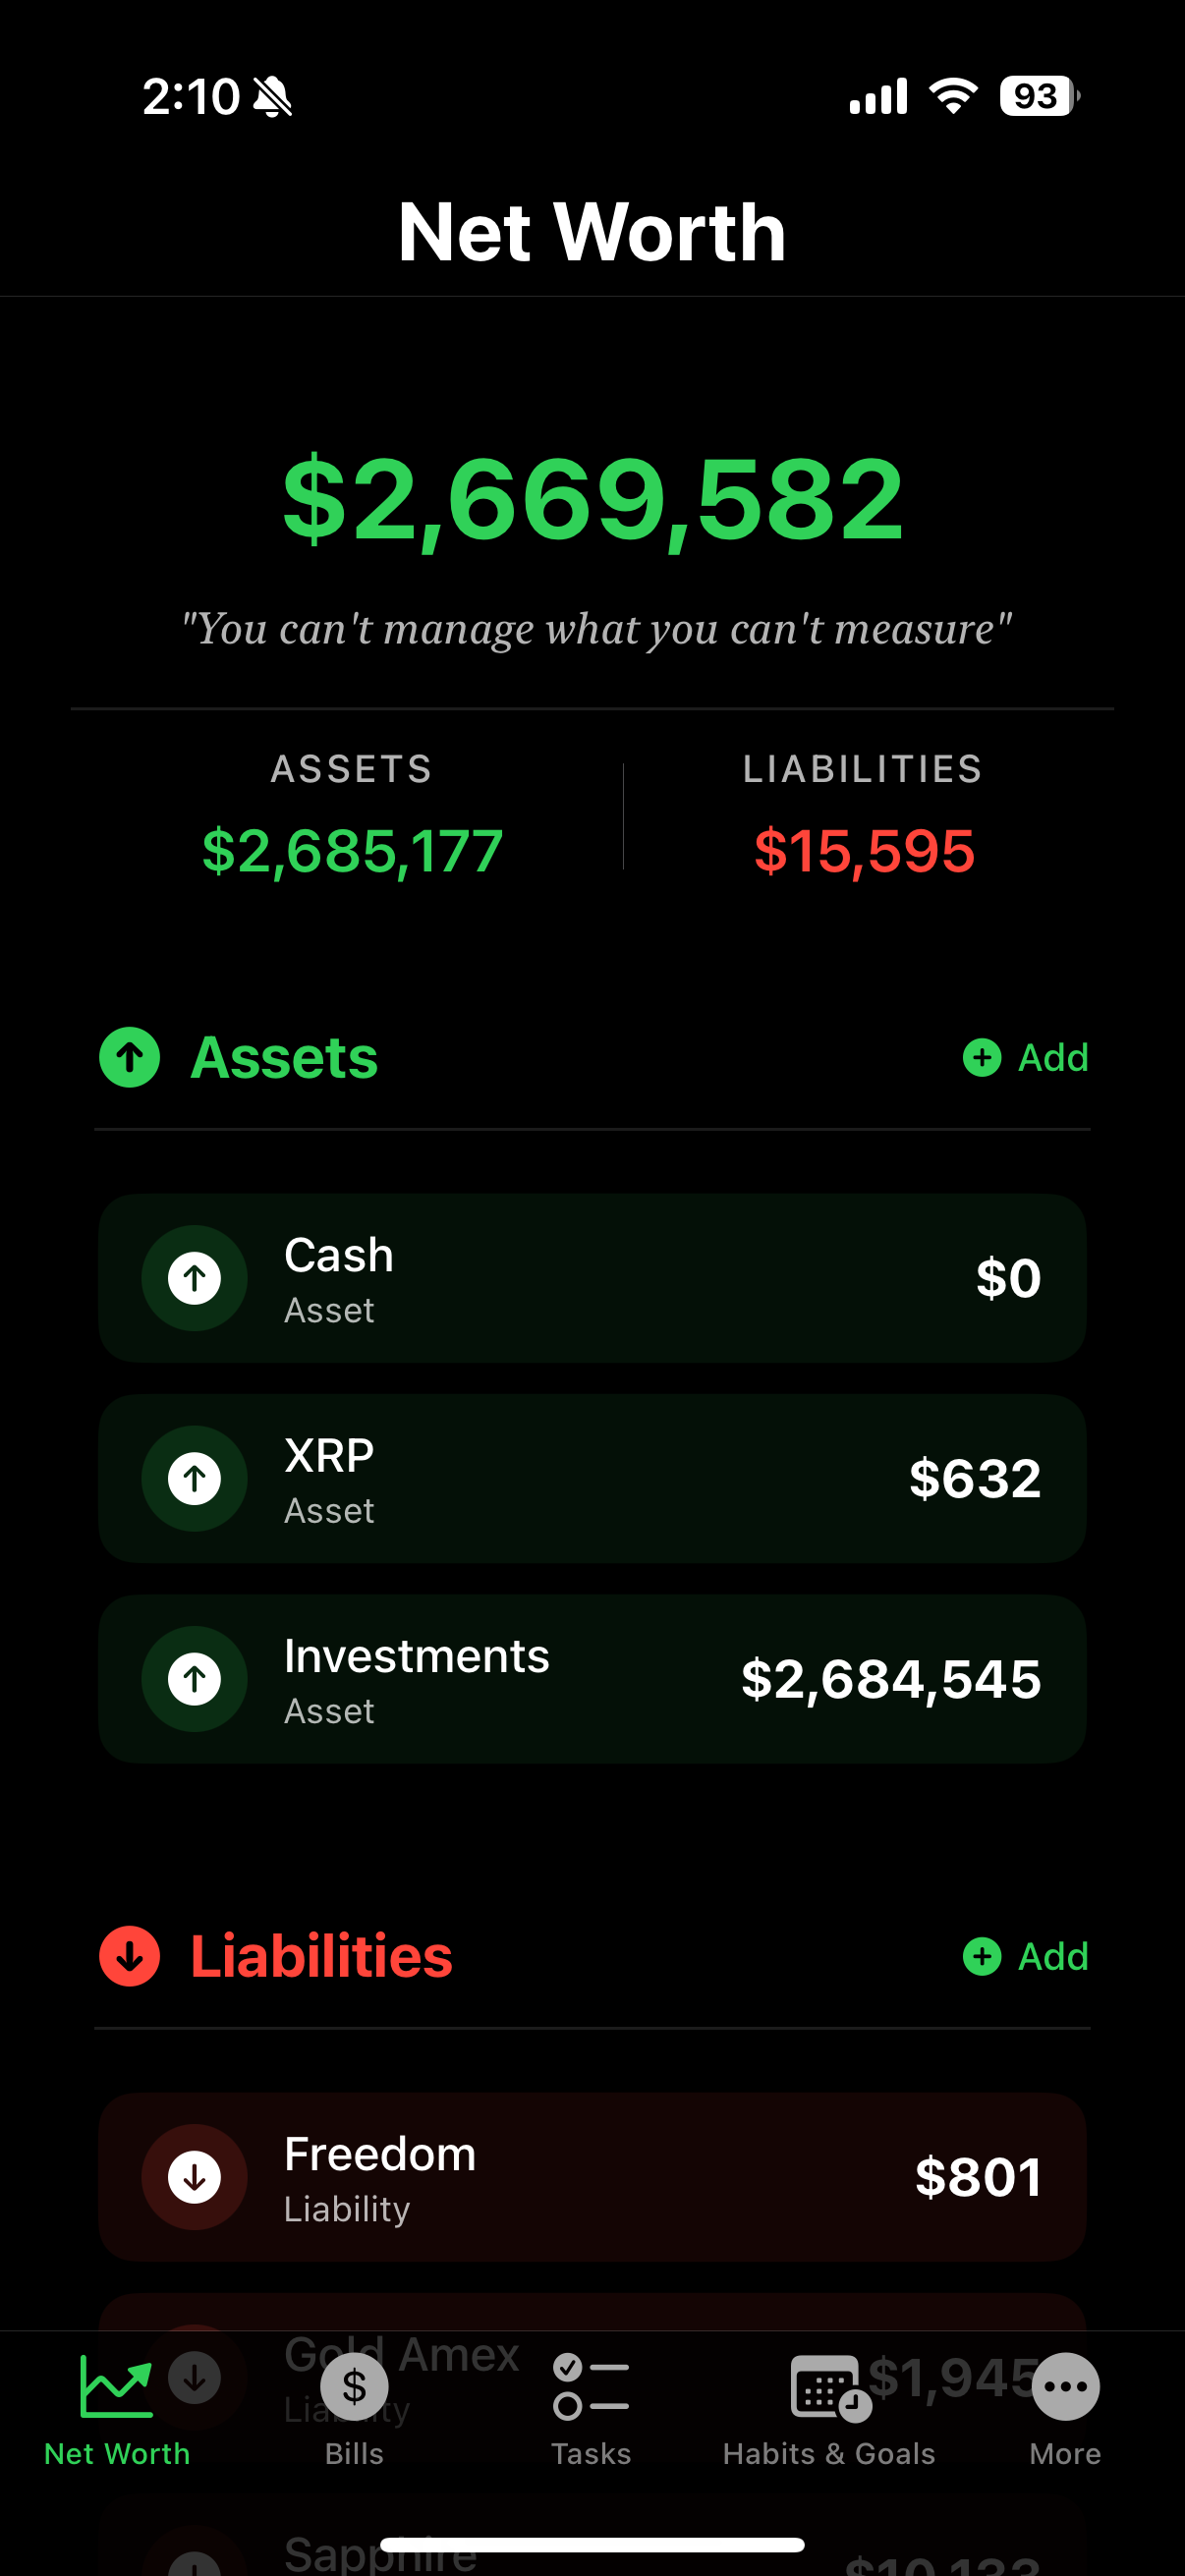 2:10
93
Net Worth
$2,669,582
"You can't manage what you can't measure"
ASSETS
LIABILITIES
$2,685,177
$15,595
Assets
Add
Cash
Asset
$0
XRP
Asset
$632
Investments
Asset
$2,684,545
Liabilities
Add
Freedom
Liability
$801
Gold Amex
Liability
$1,945
Net Worth
Bills
Tasks
Habits & Goals
More
Sapphire
$10,133